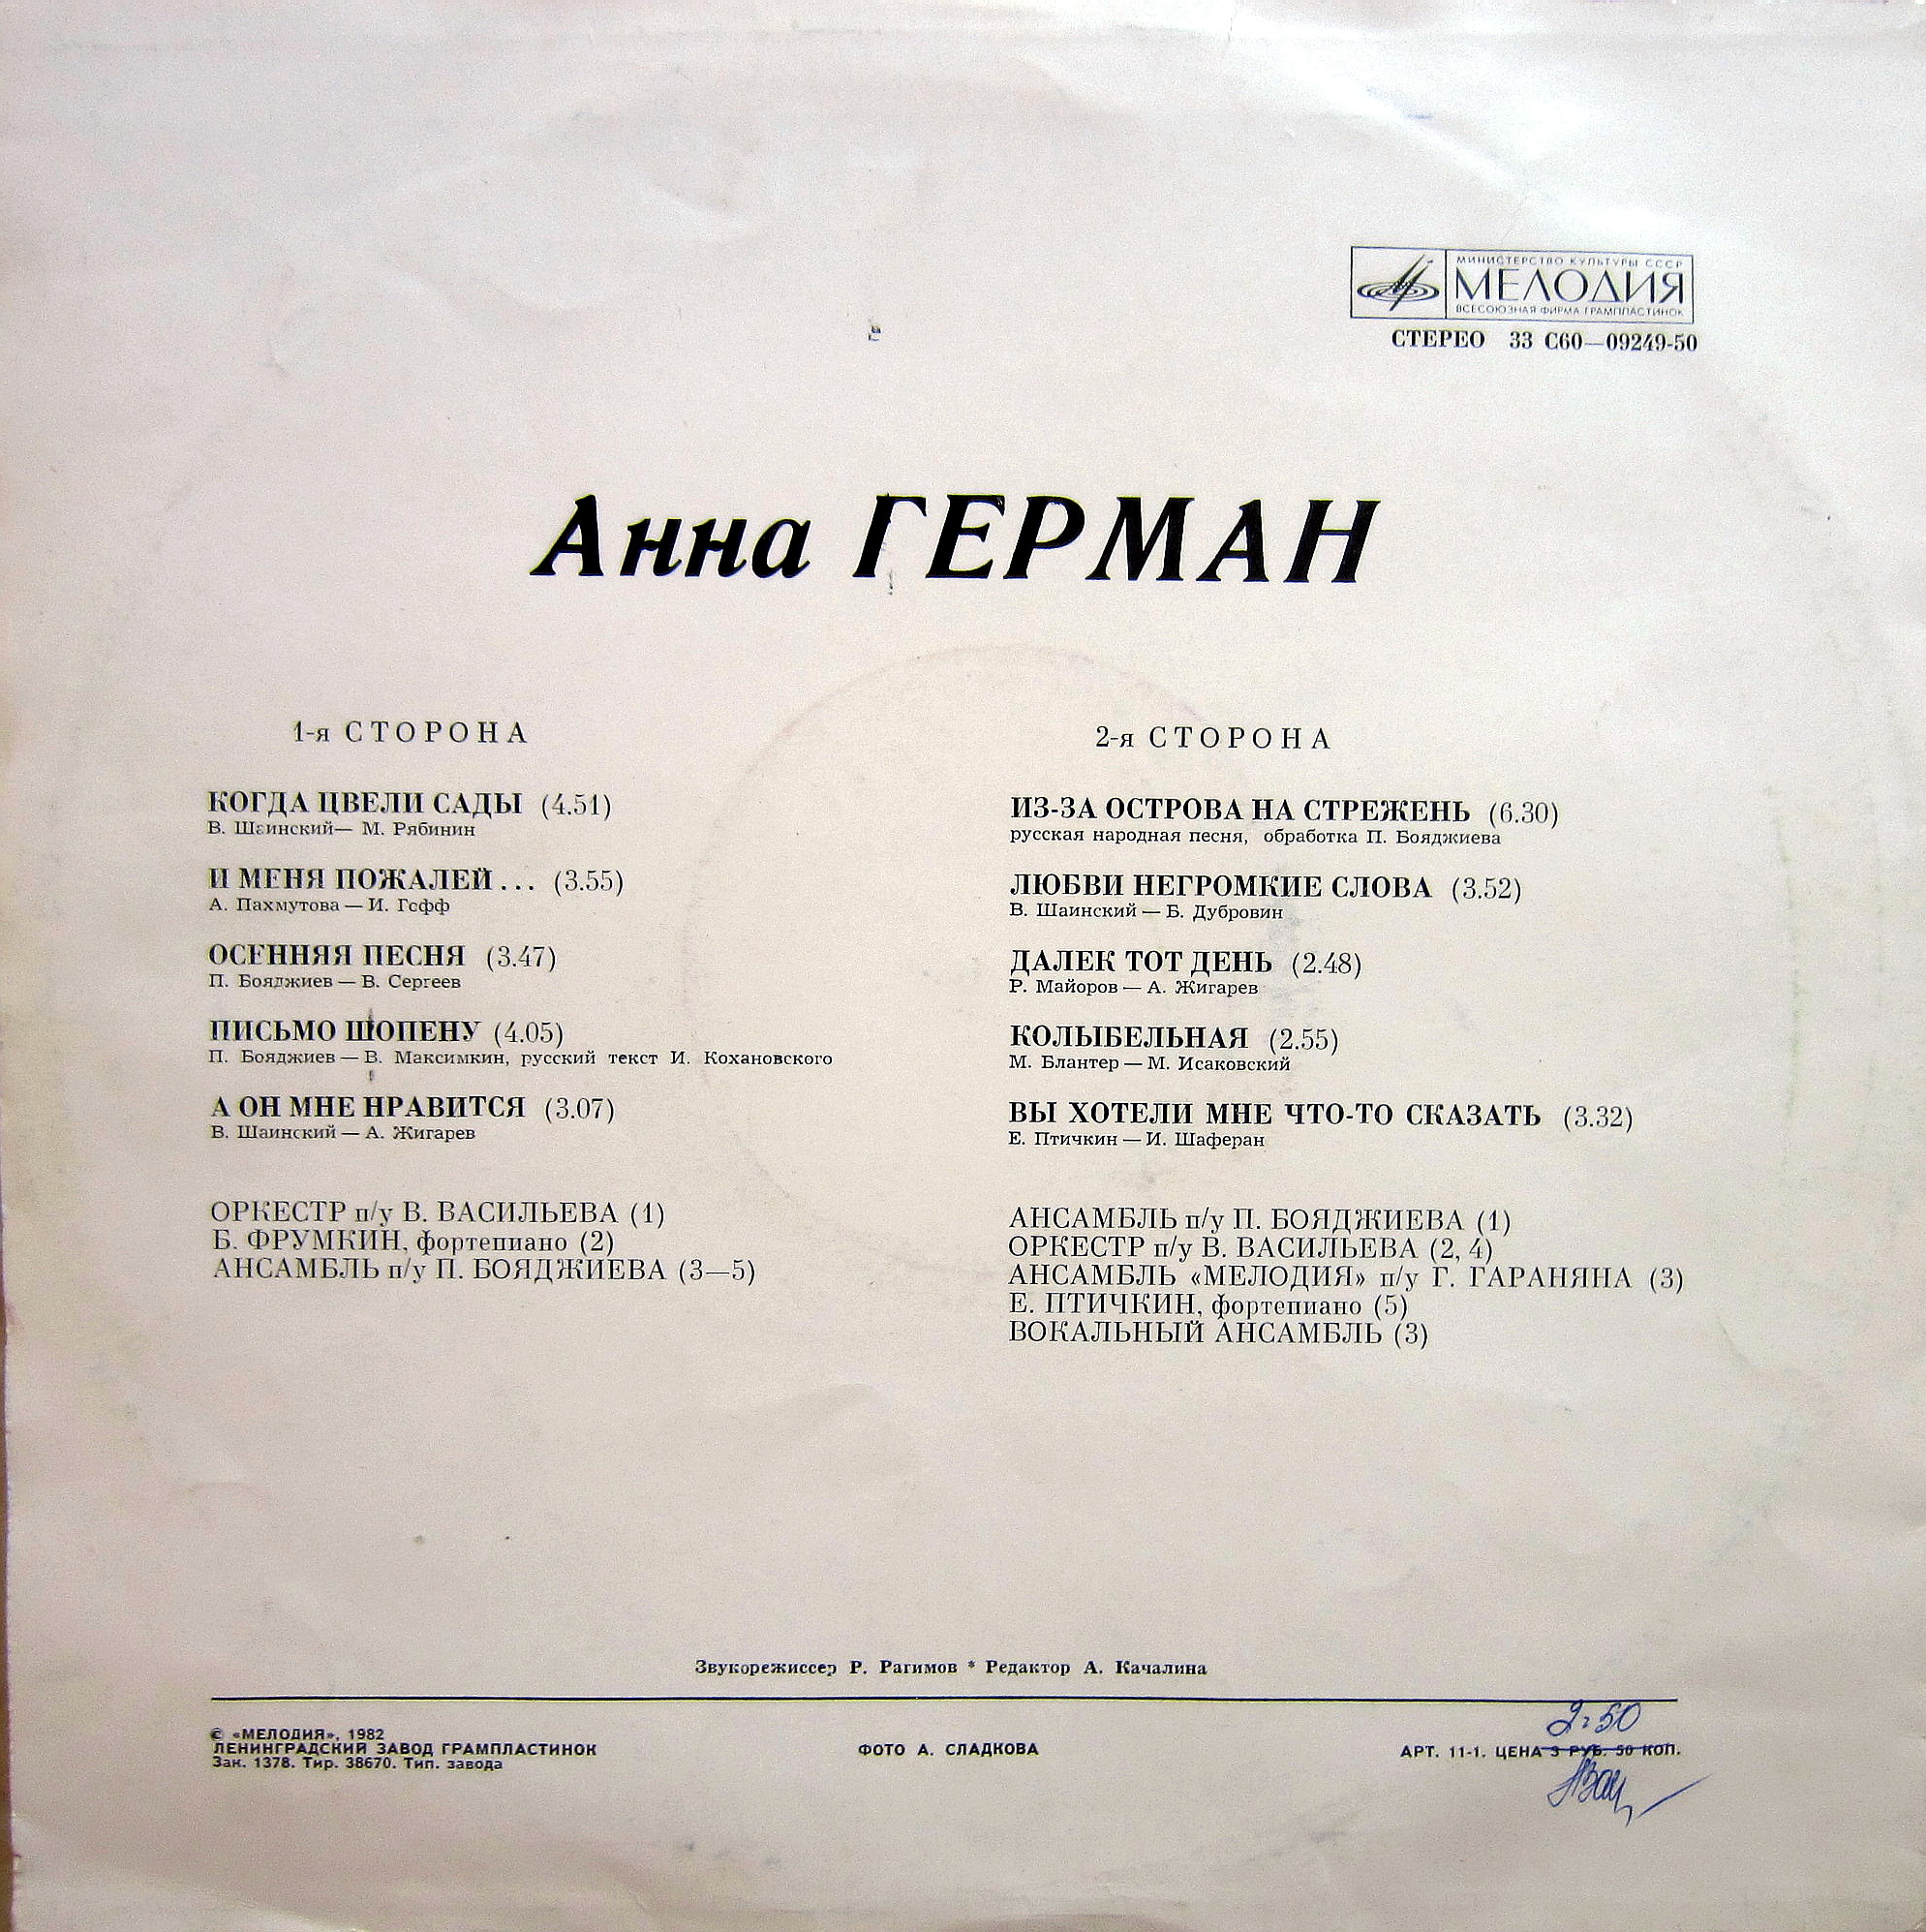 МИНИСТЕРСТВО КУЛЬТУРЫ СССР
МЕЛОДИЯ
ВСЕСОЮЗНАЯ ФИРМА ГРАМПЛАСТИНОК
СТЕРЕО 33 С60—09249-50
Анна ГЕРМАН
1-я СТОРОНА
КОГДА ЦВЕЛИ САДЫ (4.51)
В. Шаинский— М. Рябинин
И МЕНЯ ПОЖАЛЕЙ... (3.55)
А. Пахмутова — И. Гофф
ОСЕННЯЯ ПЕСНЯ (3.47)
П. Бояджиев — В. Сергеев
ПИСЬМО ШОПЕНУ (4.05)
П. Бояджиев — В. Максимкин, русский текст И. Кохановского
А ОН МНЕ НРАВИТСЯ (3.07)
В. Шаинский — А. Жигарев
ОРКЕСТР п/у В. ВАСИЛЬЕВА (1)
Б. ФРУМКИН, фортепиано (2)
АНСАМБЛЬ п/у П. БОЯДЖИЕВА (3—5)
2-я СТОРОНА
ИЗ-ЗА ОСТРОВА НА СТРЕЖЕНЬ (6.30)
русская народная песня, обработка П. Бояджиева
ЛЮБВИ НЕГРОМКИЕ СЛОВА (3.52)
В. Шаинский — Б. Дубровин
ДАЛЕК ТОТ ДЕНЬ (2.48)
Р. Майоров — А. Жигарев
КОЛЫБЕЛЬНАЯ (2.55)
М. Блантер — М. Исаковский
ВЫ ХОТЕЛИ МНЕ ЧТО-ТО СКАЗАТЬ (3.32)
Е. Птичкин — И. Шаферан
АНСАМБЛЬ п/у П. БОЯДЖИЕВА (1)
ОРКЕСТР п/у В. ВАСИЛЬЕВА (2, 4)
АНСАМБЛЬ «МЕЛОДИЯ» п/у Г. ГАРАНЯНА (3)
Е. ПТИЧКИН, фортепиано (5)
ВОКАЛЬНЫЙ АНСАМБЛЬ (3)
Звукорежиссер Р. Рагимов * Редактор А. Качалина
© «МЕЛОДИЯ», 1982
ЛЕНИНГРАДСКИЙ ЗАВОД ГРАМПЛАСТИНОК
Зак. 1378. Тир. 38670. Тип. завода
ФОТО А. СЛАДКОВА
2-50
АРТ. 11-1. ЦЕНА 3 РУБ. 50 КОП.